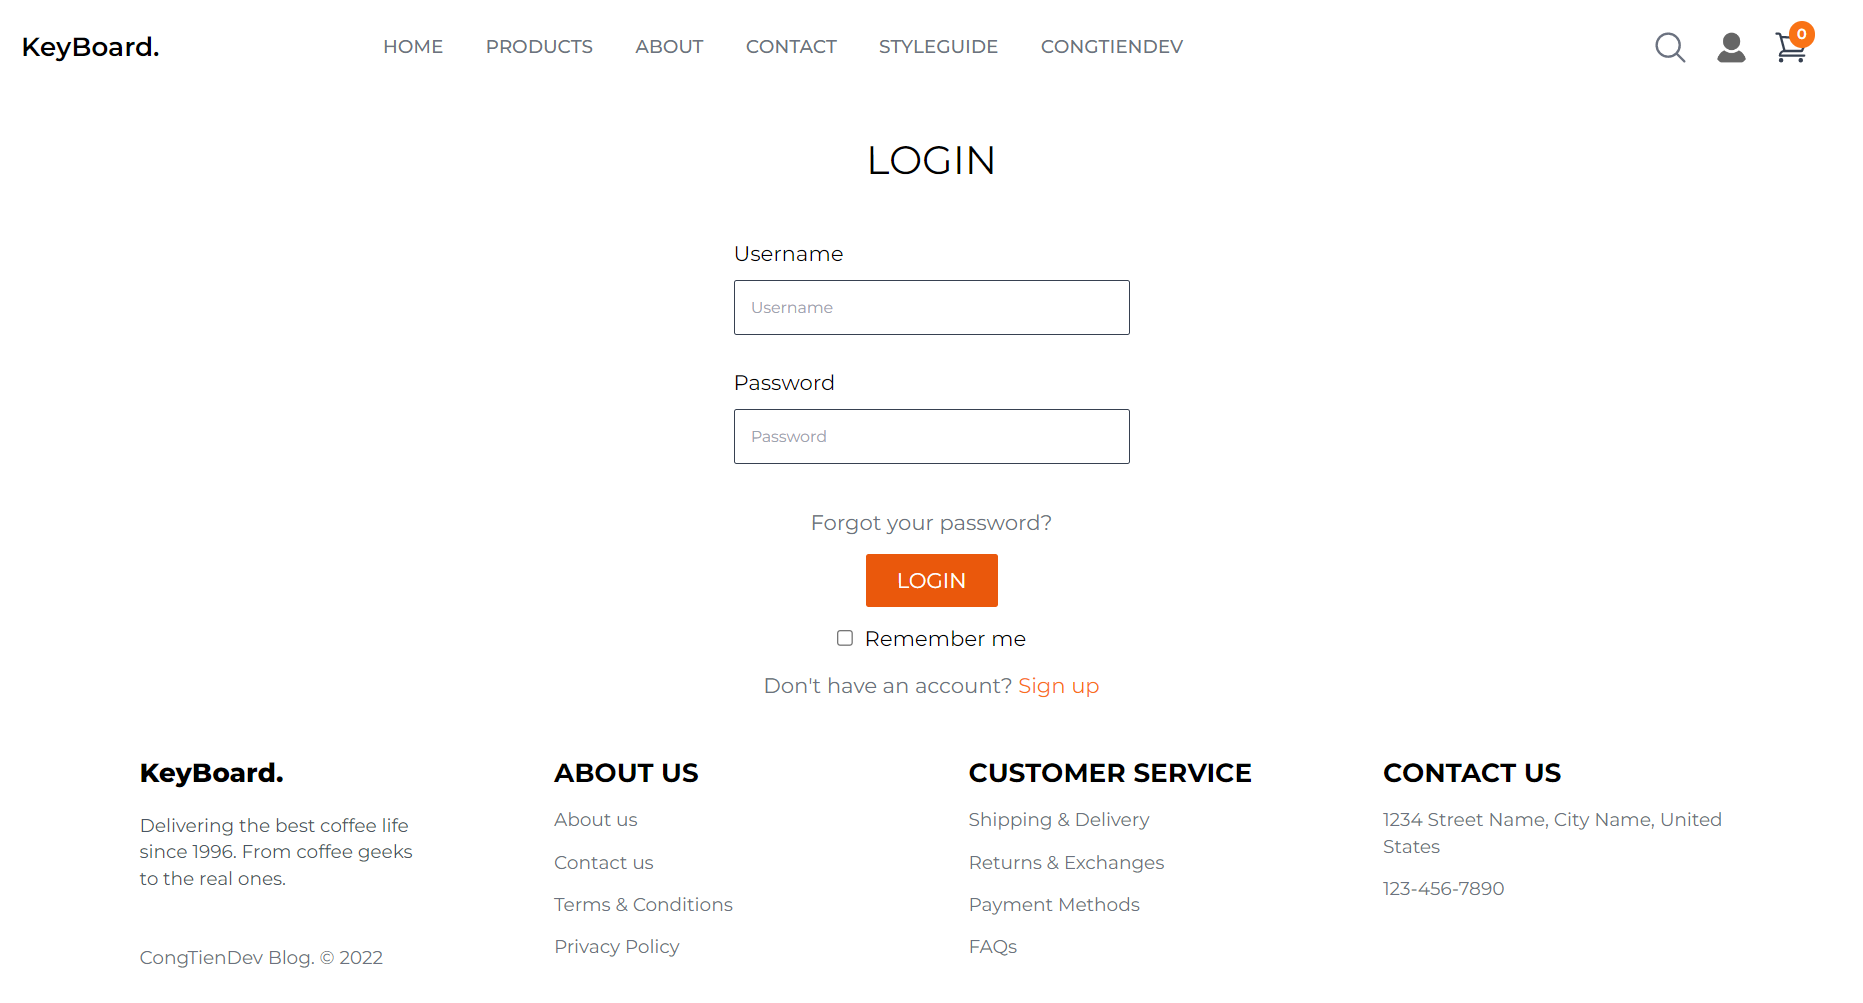 KeyBoard.
HOME PRODUCTS ABOUT CONTACT STYLEGUIDE CONGTIENDEV
0
LOGIN
Username
Username
Password
Password
Forgot your password?
LOGIN
Remember me
Don't have an account? Sign up
KeyBoard.
Delivering the best coffee life
since 1996. From coffee geeks
to the real ones.
CongTienDev Blog. © 2022
ABOUT US
About us
Contact us
Terms & Conditions
Privacy Policy
CUSTOMER SERVICE
Shipping & Delivery
Returns & Exchanges
Payment Methods
FAQs
CONTACT US
1234 Street Name, City Name, United
States
123-456-7890